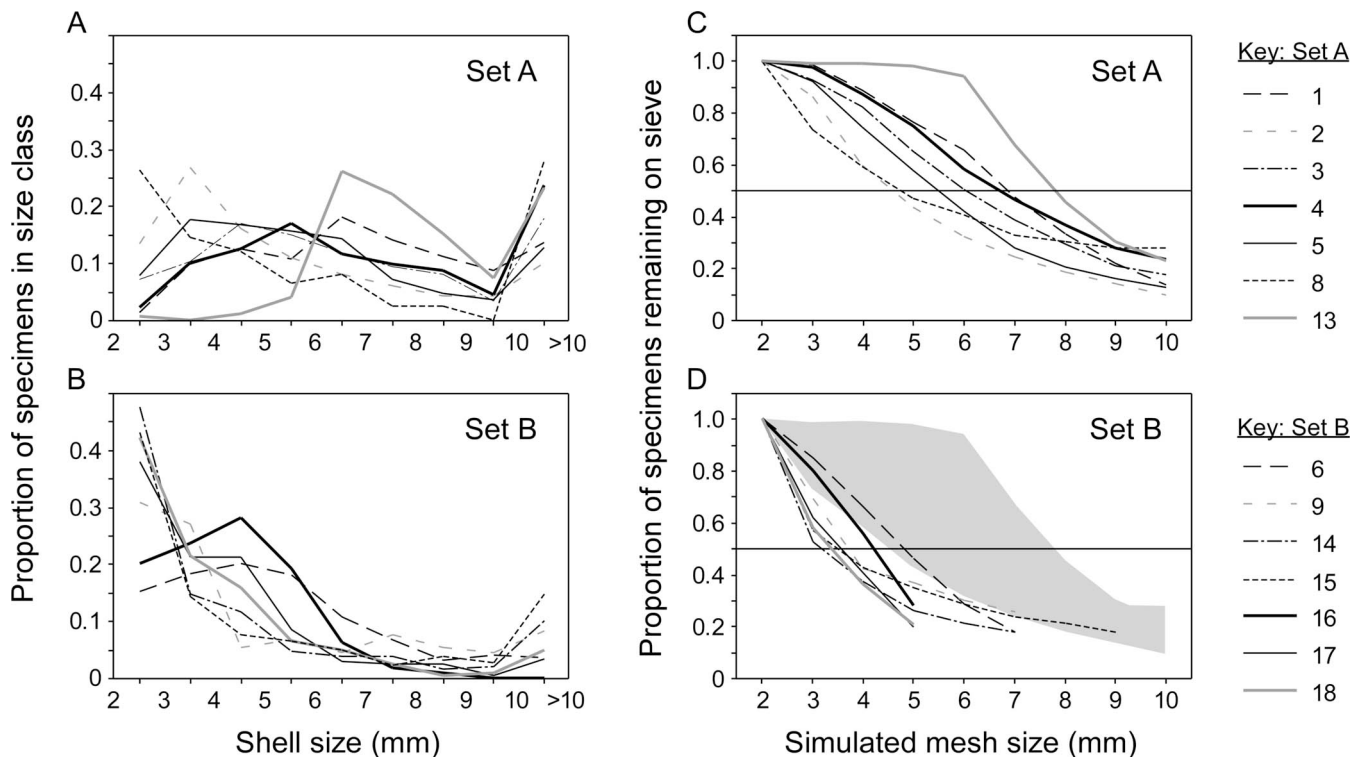 A
Set A
Proportion of specimens in size class
0.4
0.3
0.2
0.1
0
2 3 4 5 6 7 8 9 10 >10
B
Set B
0.4
0.3
0.2
0.1
0
2 3 4 5 6 7 8 9 10 >10
Shell size (mm)
C
Set A
Proportion of specimens remaining on sieve
1.0
0.8
0.6
0.4
0.2
0
2 3 4 5 6 7 8 9 10
D
Set B
1.0
0.8
0.6
0.4
0.2
0
2 3 4 5 6 7 8 9 10
Simulated mesh size (mm)
Key: Set A
1
2
3
4
5
8
13
Key: Set B
6
9
14
15
16
17
18